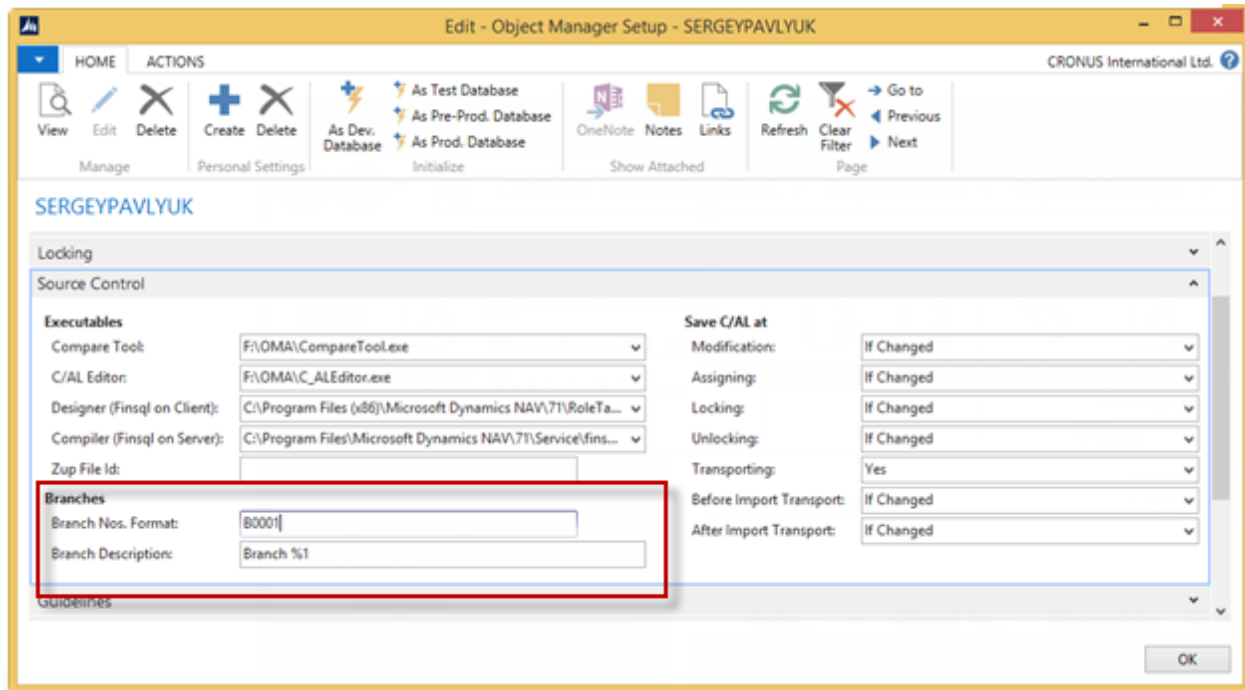 Edit - Object Manager Setup - SERGEYPAVLYUK
HOME ACTIONS CRONUS International Ltd.
View Edit Delete
Manage
Create Delete
Personal Settings
As Dev. Database
As Test Database
As Pre-Prod. Database
As Prod. Database
Initialize
OneNote Notes Links
Show Attached
Refresh Clear Filter
Go to
Previous
Next
Page
SERGEYPAVLYUK
Locking
Source Control
Executables
Compare Tool: F:\OMA\CompareTool.exe
C/AL Editor: F:\OMA\C_ALEditor.exe
Designer (Finsql on Client): C:\Program Files (x86)\Microsoft Dynamics NAV\71\RoleTa...
Compiler (Finsql on Server): C:\Program Files\Microsoft Dynamics NAV\71\Service\fins...
Zup File Id:
Branches
Branch Nos. Format: B0001
Branch Description: Branch %1
Save C/AL at
Modification: If Changed
Assigning: If Changed
Locking: If Changed
Unlocking: If Changed
Transporting: Yes
Before Import Transport: If Changed
After Import Transport: If Changed
Guidelines
OK